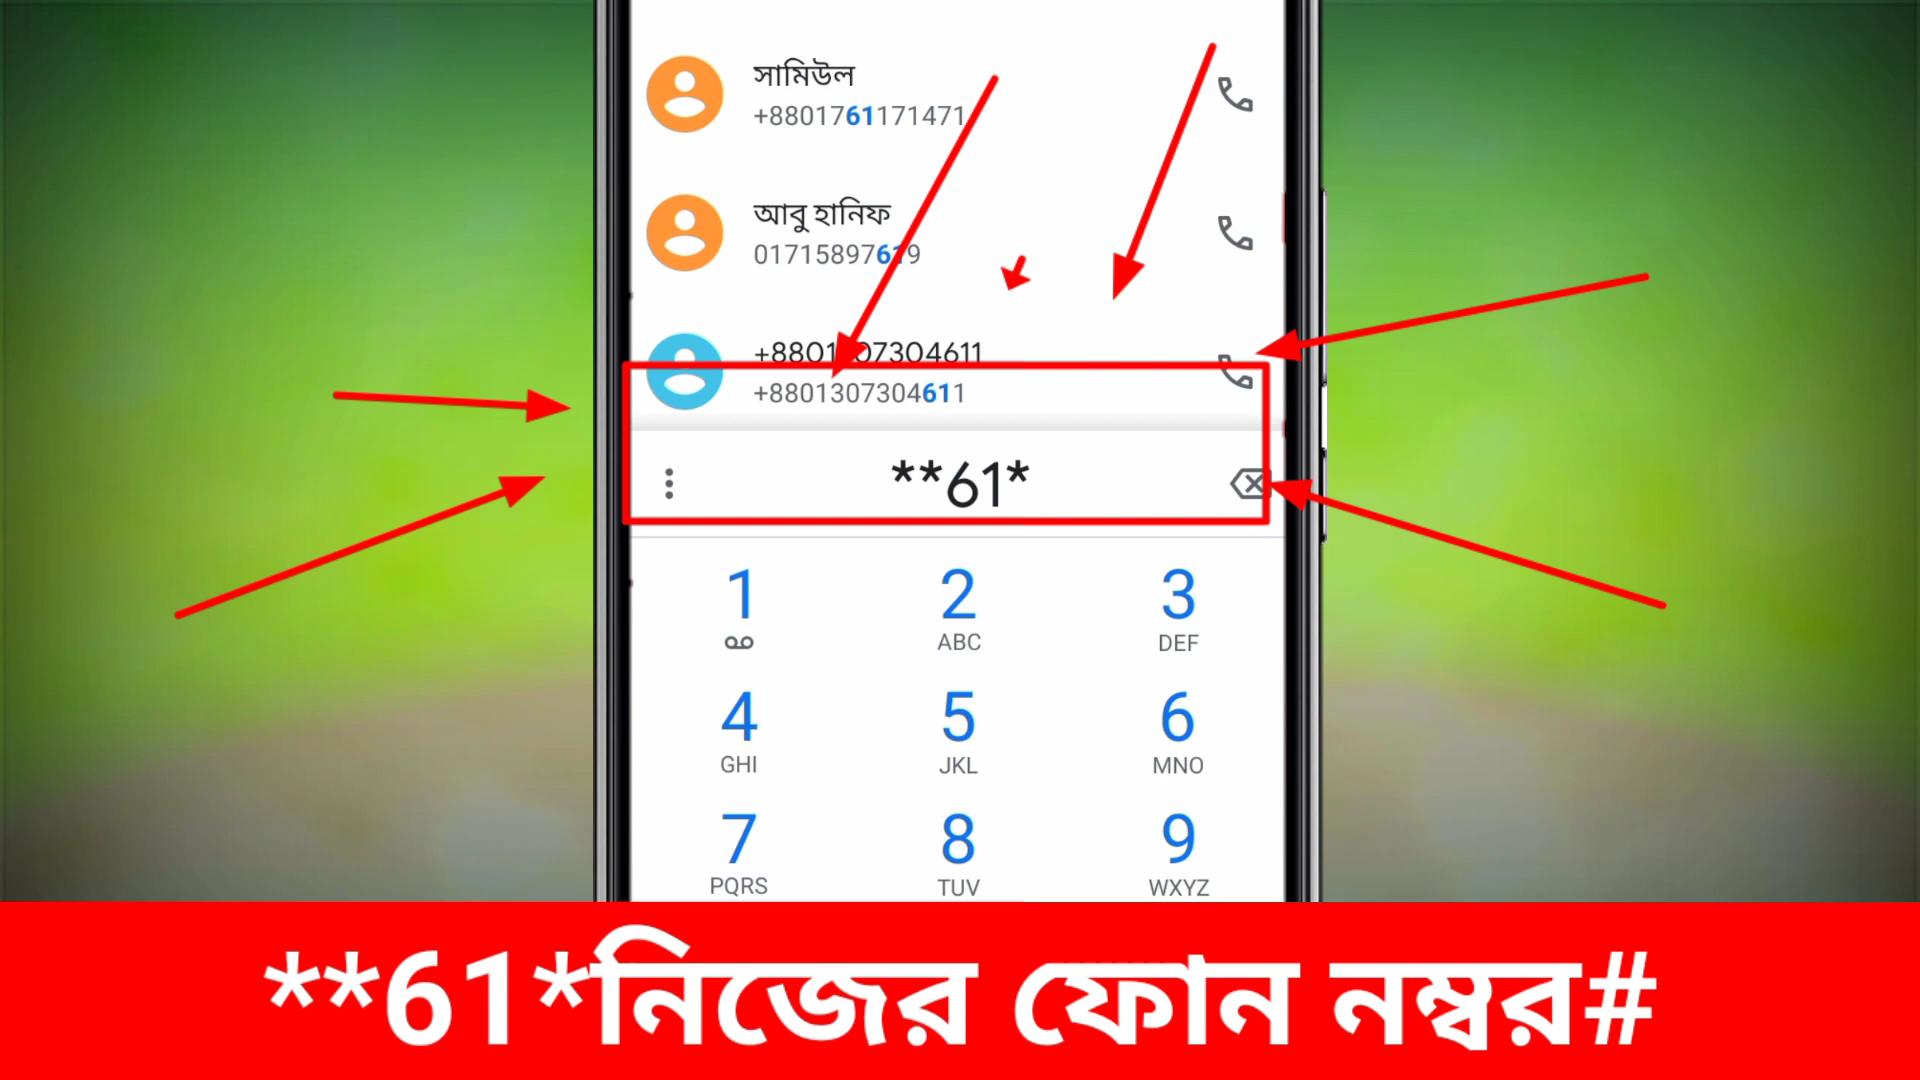 সামিউল
+8801761171471
আবু হানিফ
01715897619
+8801307304611
+8801307304611
**61*
1 2 3
ABC DEF
4 5 6
GHI JKL MNO
7 8 9
PQRS TUV WXYZ
**61*নিজের ফোন নম্বর#